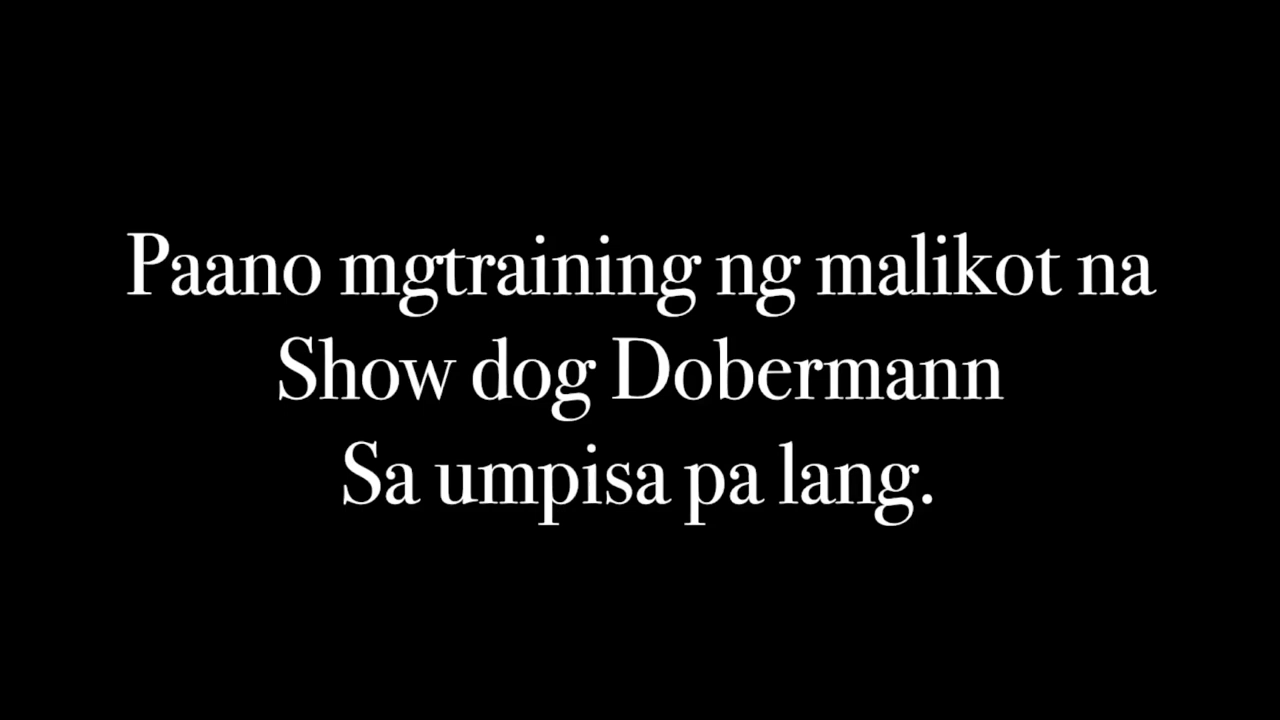 Paano mgtraining ng malikot na
Show dog Dobermann
Sa umpisa pa lang.